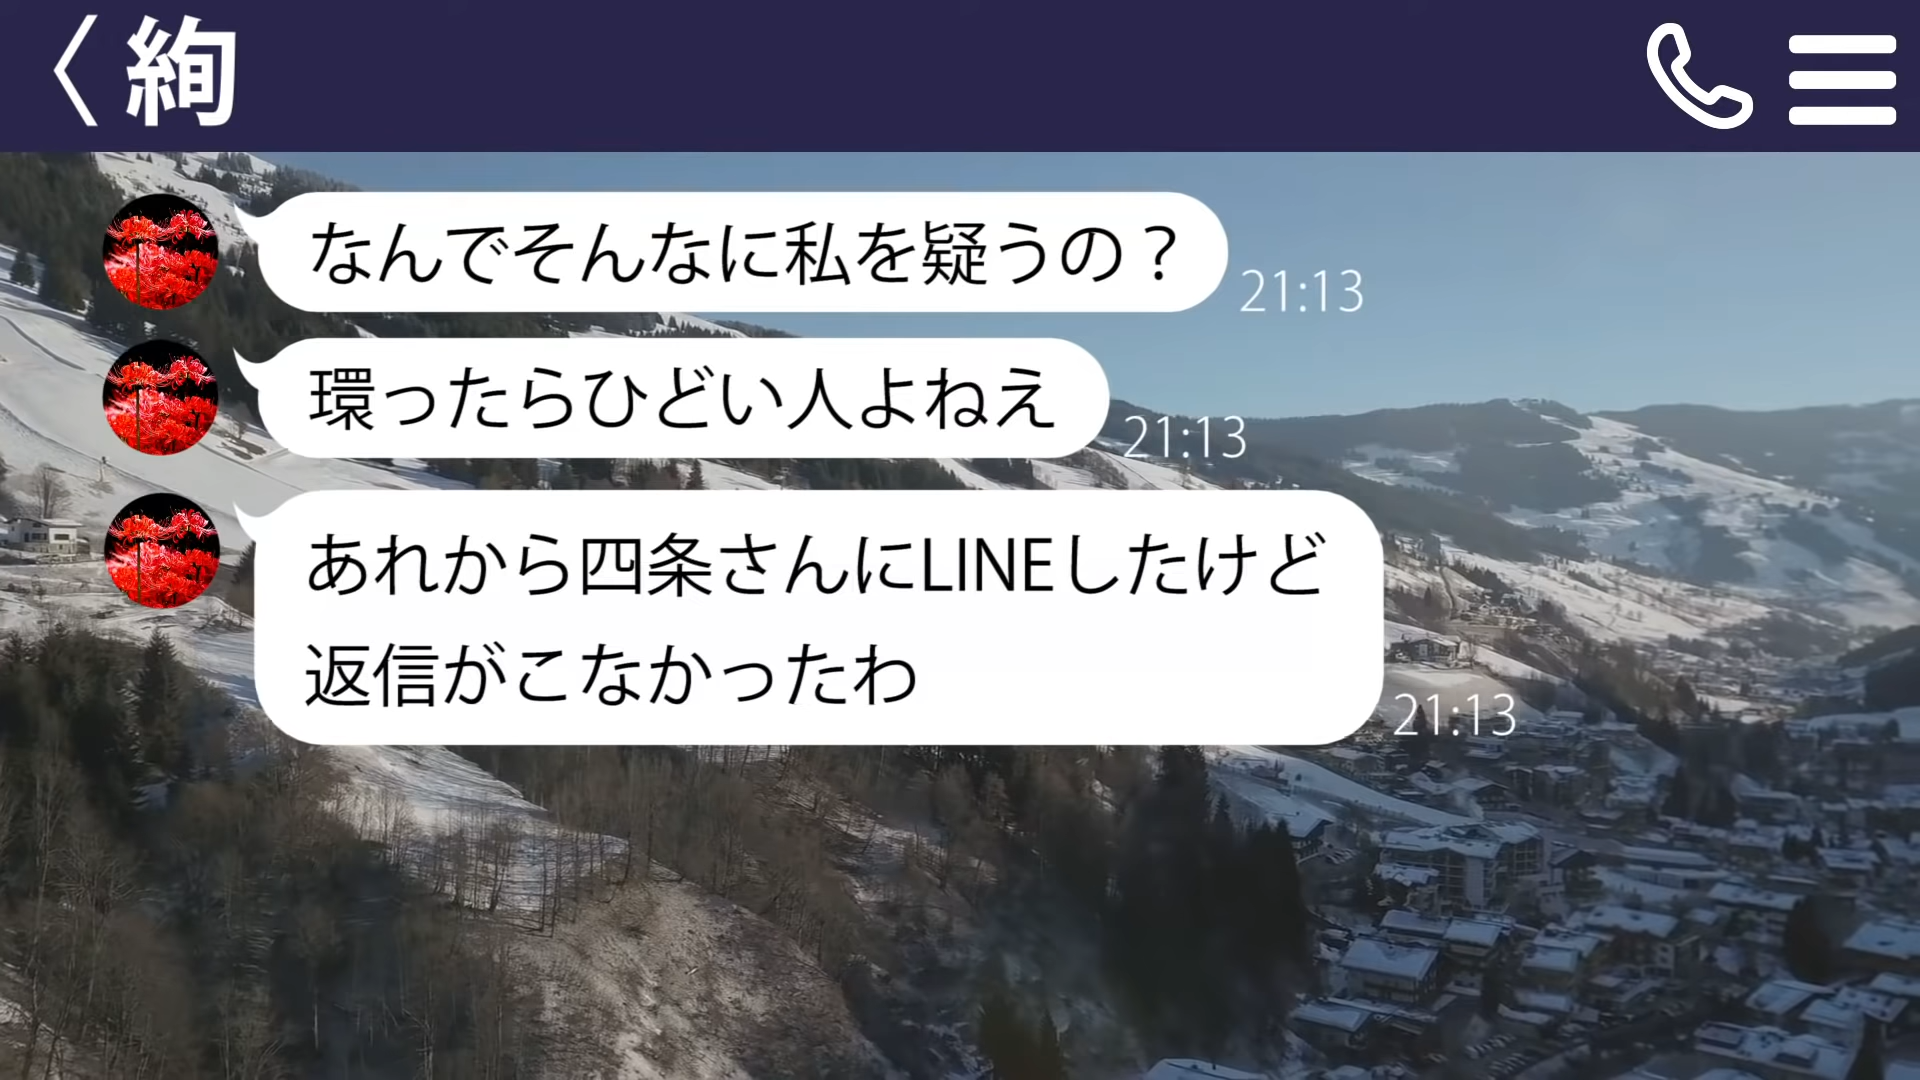 絢
なんでそんなに私を疑うの？
21:13
環ったらひどい人よねえ
21:13
あれから四条さんにLINEしたけど
返信がこなかったわ
21:13